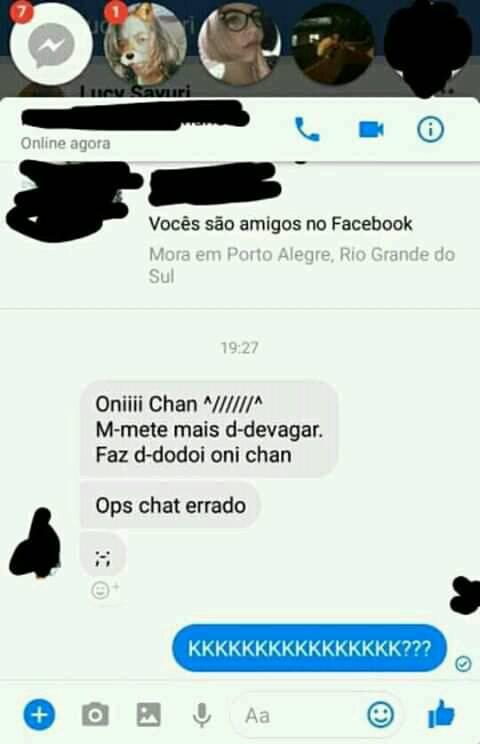 7
1
Lucy Sayuri
Online agora
Vocês são amigos no Facebook
Mora em Porto Alegre, Rio Grande do
Sul
19:27
Oniiii Chan ^//////^
M-mete mais d-devagar.
Faz d-dodoi oni chan
Ops chat errado
;-;
KKKKKKKKKKKKKKKK???
Aa